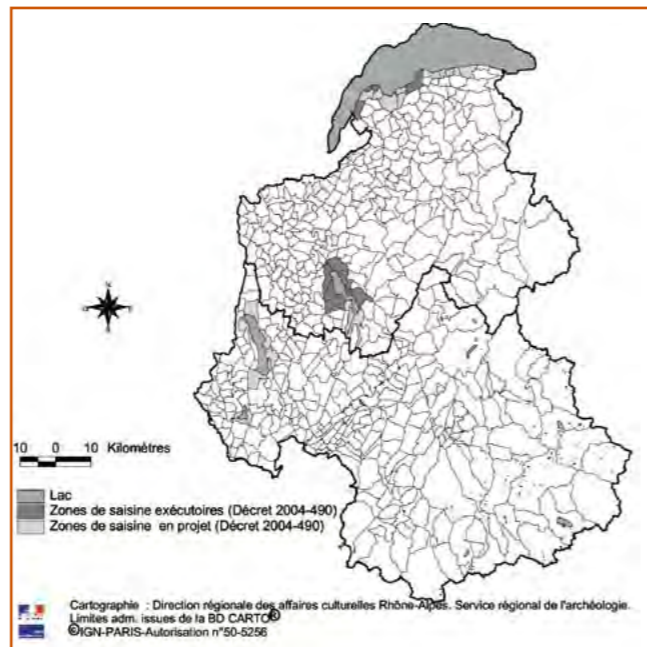 10 0 10 Kilomètres
Lac
Zones de saisine exécutoires (Décret 2004-490)
Zones de saisine en projet (Décret 2004-490)
Cartographie : Direction régionale des affaires culturelles Rhône-Alpes. Service régional de l'archéologie.
Limites adm. issues de la BD CARTO®
©IGN-PARIS-Autorisation n°50-5256